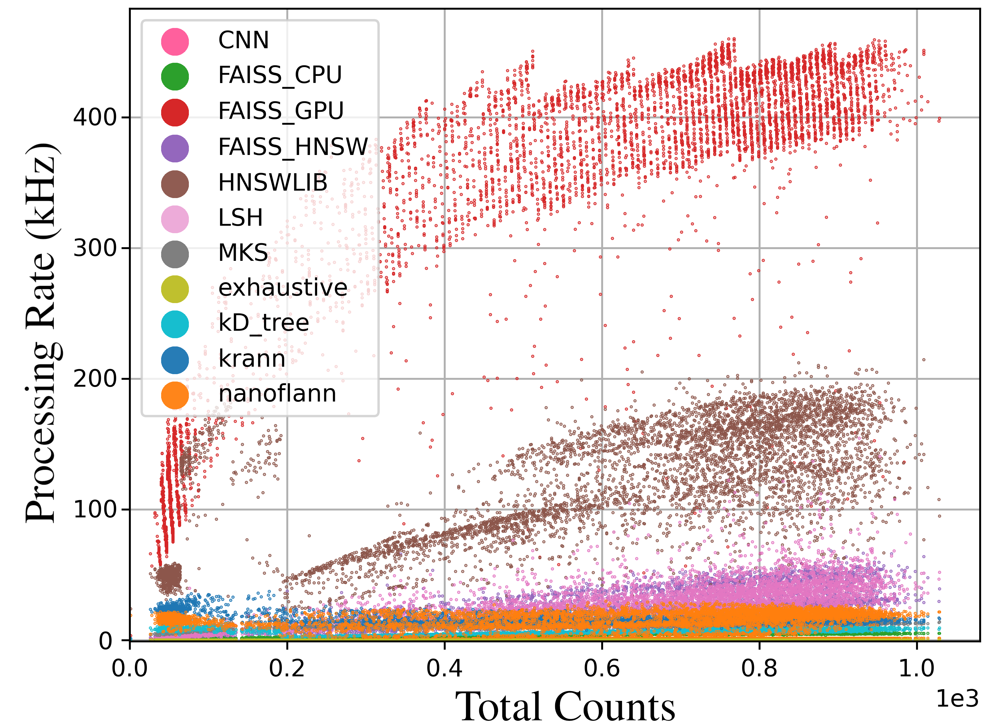 CNN
FAISS_CPU
FAISS_GPU
FAISS_HNSW
HNSWLIB
LSH
MKS
exhaustive
kD_tree
krann
nanoflann
Processing Rate (kHz)
400
300
200
100
0
0.0 0.2 0.4 0.6 0.8 1.0
1e3
Total Counts